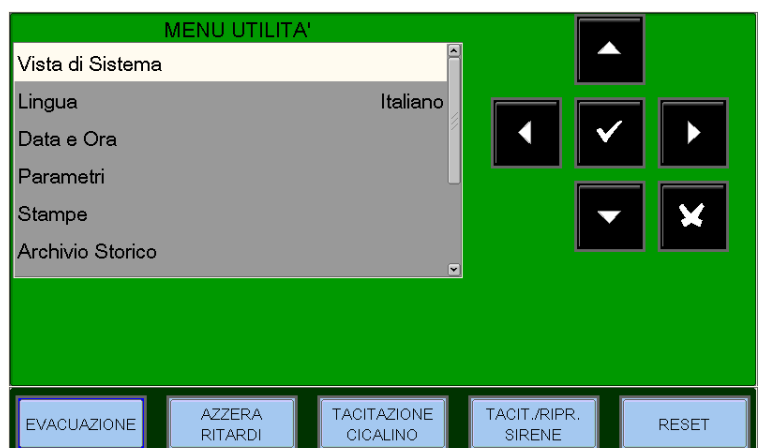 MENU UTILITA'
Vista di Sistema
Lingua Italiano
Data e Ora
Parametri
Stampe
Archivio Storico
EVACUAZIONE
AZZERA
RITARDI
TACITAZIONE
CICALINO
TACIT./RIPR.
SIRENE
RESET